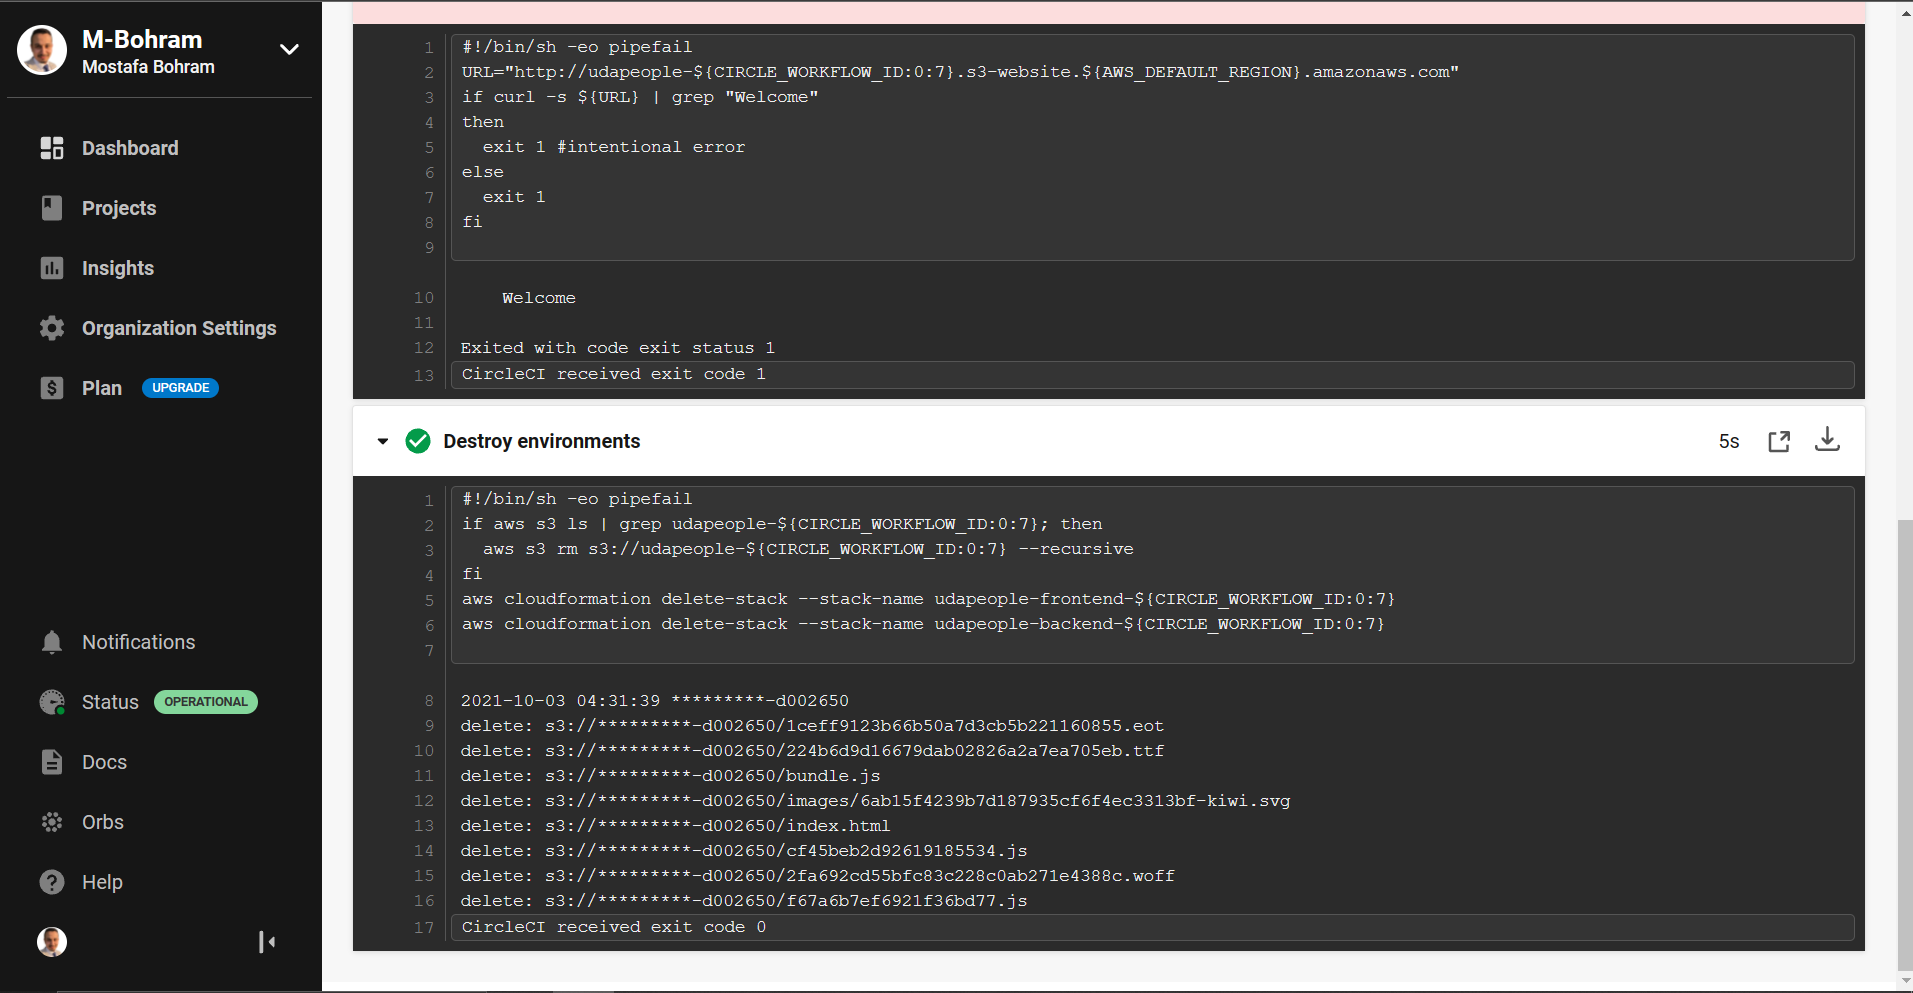 M-Bohram
Mostafa Bohram
Dashboard
Projects
Insights
Organization Settings
Plan UPGRADE
Notifications
Status OPERATIONAL
Docs
Orbs
Help
1 #!/bin/sh -eo pipefail
2 URL="http://udapeople-${CIRCLE_WORKFLOW_ID:0:7}.s3-website.${AWS_DEFAULT_REGION}.amazonaws.com"
3 if curl -s ${URL} | grep "Welcome"
4 then
5   exit 1 #intentional error
6 else
7   exit 1
8 fi
9
10     Welcome
11
12 Exited with code exit status 1
13 CircleCI received exit code 1
Destroy environments 5s
1 #!/bin/sh -eo pipefail
2 if aws s3 ls | grep udapeople-${CIRCLE_WORKFLOW_ID:0:7}; then
3   aws s3 rm s3://udapeople-${CIRCLE_WORKFLOW_ID:0:7} --recursive
4 fi
5 aws cloudformation delete-stack --stack-name udapeople-frontend-${CIRCLE_WORKFLOW_ID:0:7}
6 aws cloudformation delete-stack --stack-name udapeople-backend-${CIRCLE_WORKFLOW_ID:0:7}
7
8 2021-10-03 04:31:39 *********-d002650
9 delete: s3://*********-d002650/1ceff9123b66b50a7d3cb5b221160855.eot
10 delete: s3://*********-d002650/224b6d9d16679dab02826a2a7ea705eb.ttf
11 delete: s3://*********-d002650/bundle.js
12 delete: s3://*********-d002650/images/6ab15f4239b7d187935cf6f4ec3313bf-kiwi.svg
13 delete: s3://*********-d002650/index.html
14 delete: s3://*********-d002650/cf45beb2d92619185534.js
15 delete: s3://*********-d002650/2fa692cd55bfc83c228c0ab271e4388c.woff
16 delete: s3://*********-d002650/f67a6b7ef6921f36bd77.js
17 CircleCI received exit code 0